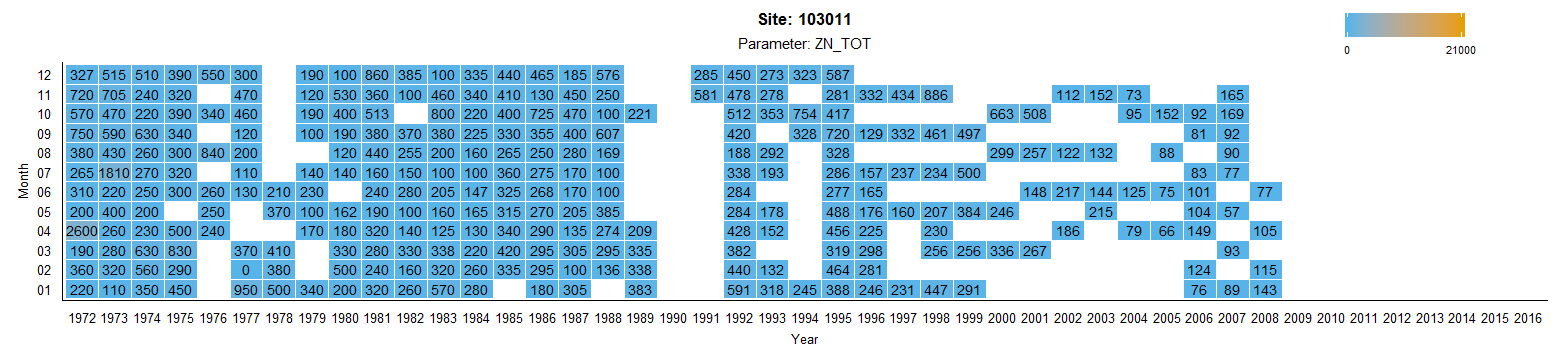 Site: 103011
Parameter: ZN_TOT
0 21000
12 327 515 510 390 550 300 190 100 860 385 100 335 440 465 185 576 285 450 273 323 587
11 720 705 240 320 470 120 530 360 100 460 340 410 130 450 250 581 478 278 281 332 434 886 112 152 73 165
10 570 470 220 390 340 460 190 400 513 800 220 400 725 470 100 221 512 353 754 417 663 508 95 152 92 169
09 750 590 630 340 120 100 190 380 370 380 225 330 355 400 607 420 328 720 129 332 461 497 81 92
08 380 430 260 300 840 200 120 440 255 200 160 265 250 280 169 188 292 328 299 257 122 132 88 90
Month
07 265 1810 270 320 110 140 140 160 150 100 100 360 275 170 100 338 193 286 157 237 234 500 83 77
06 310 220 250 300 260 130 210 230 240 280 205 147 325 268 170 100 284 277 165 148 217 144 125 75 101 77
05 200 400 200 250 370 100 162 190 100 160 165 315 270 205 385 284 178 488 176 160 207 384 246 215 104 57
04 2600 260 230 500 240 170 180 320 140 125 130 340 290 135 274 209 428 152 456 225 230 186 79 66 149 105
03 190 280 630 830 370 410 330 280 330 338 220 420 295 305 295 335 382 319 298 256 256 336 267 93
02 360 320 560 290 0 380 500 240 160 320 260 335 295 100 136 338 440 132 464 281 124 115
01 220 110 350 450 950 500 340 200 320 260 570 280 180 305 383 591 318 245 388 246 231 447 291 76 89 143
1972 1973 1974 1975 1976 1977 1978 1979 1980 1981 1982 1983 1984 1985 1986 1987 1988 1989 1990 1991 1992 1993 1994 1995 1996 1997 1998 1999 2000 2001 2002 2003 2004 2005 2006 2007 2008 2009 2010 2011 2012 2013 2014 2015 2016
Year